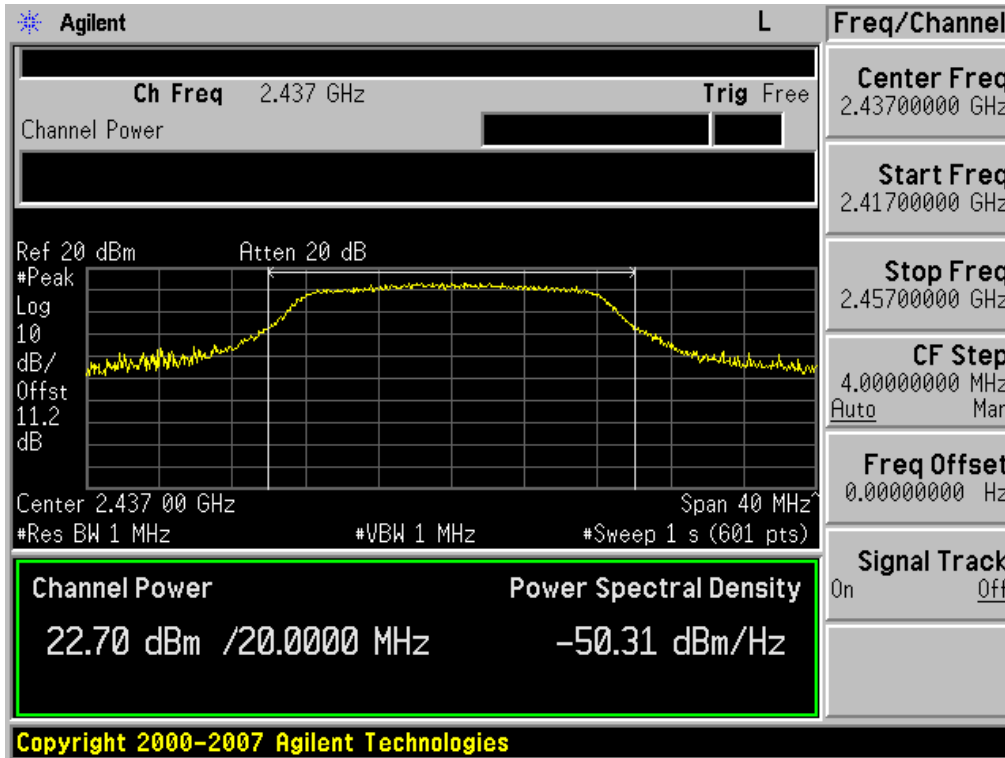 Agilent L Freq/Channel
Ch Freq 2.437 GHz Trig Free
Channel Power
Center Freq
2.43700000 GHz
Start Freq
2.41700000 GHz
Ref 20 dBm Atten 20 dB
#Peak
Log
10
dB/
Offst
11.2
dB
Stop Freq
2.45700000 GHz
CF Step
4.00000000 MHz
Auto Man
Freq Offset
0.00000000 Hz
Center 2.437 00 GHz Span 40 MHz^
#Res BW 1 MHz #VBW 1 MHz #Sweep 1 s (601 pts)
Signal Track
On Off
Channel Power Power Spectral Density
22.70 dBm /20.0000 MHz -50.31 dBm/Hz
Copyright 2000-2007 Agilent Technologies